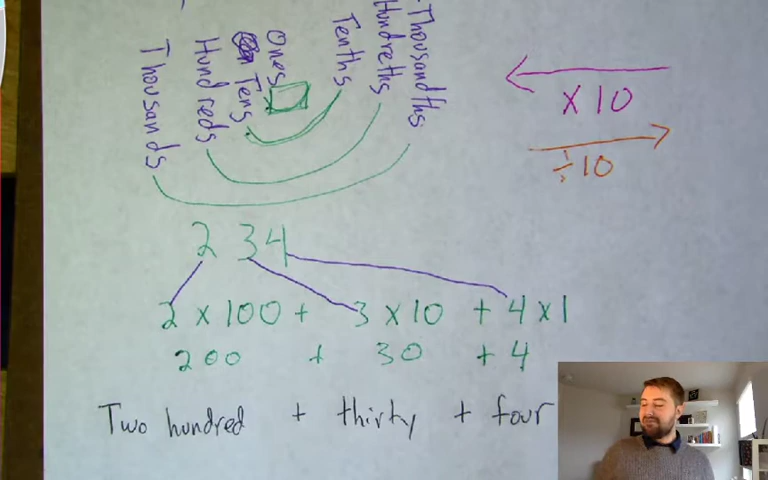 Thousands
Hundreds
Tens
Ones
Tenths
Hundreths
Thousandths
x 10
÷10
2 3 4
2 x 100 + 3 x 10 + 4 x 1
200 + 30 + 4
Two hundred + thirty + four